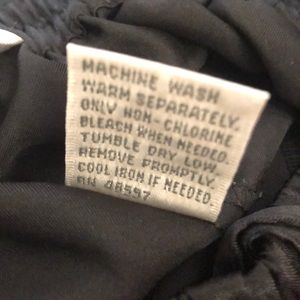 MACHINE WASH
WARM SEPARATELY.
ONLY NON-CHLORINE
BLEACH WHEN NEEDED.
TUMBLE DRY LOW.
REMOVE PROMPTLY.
COOL IRON IF NEEDED.
RN 48597